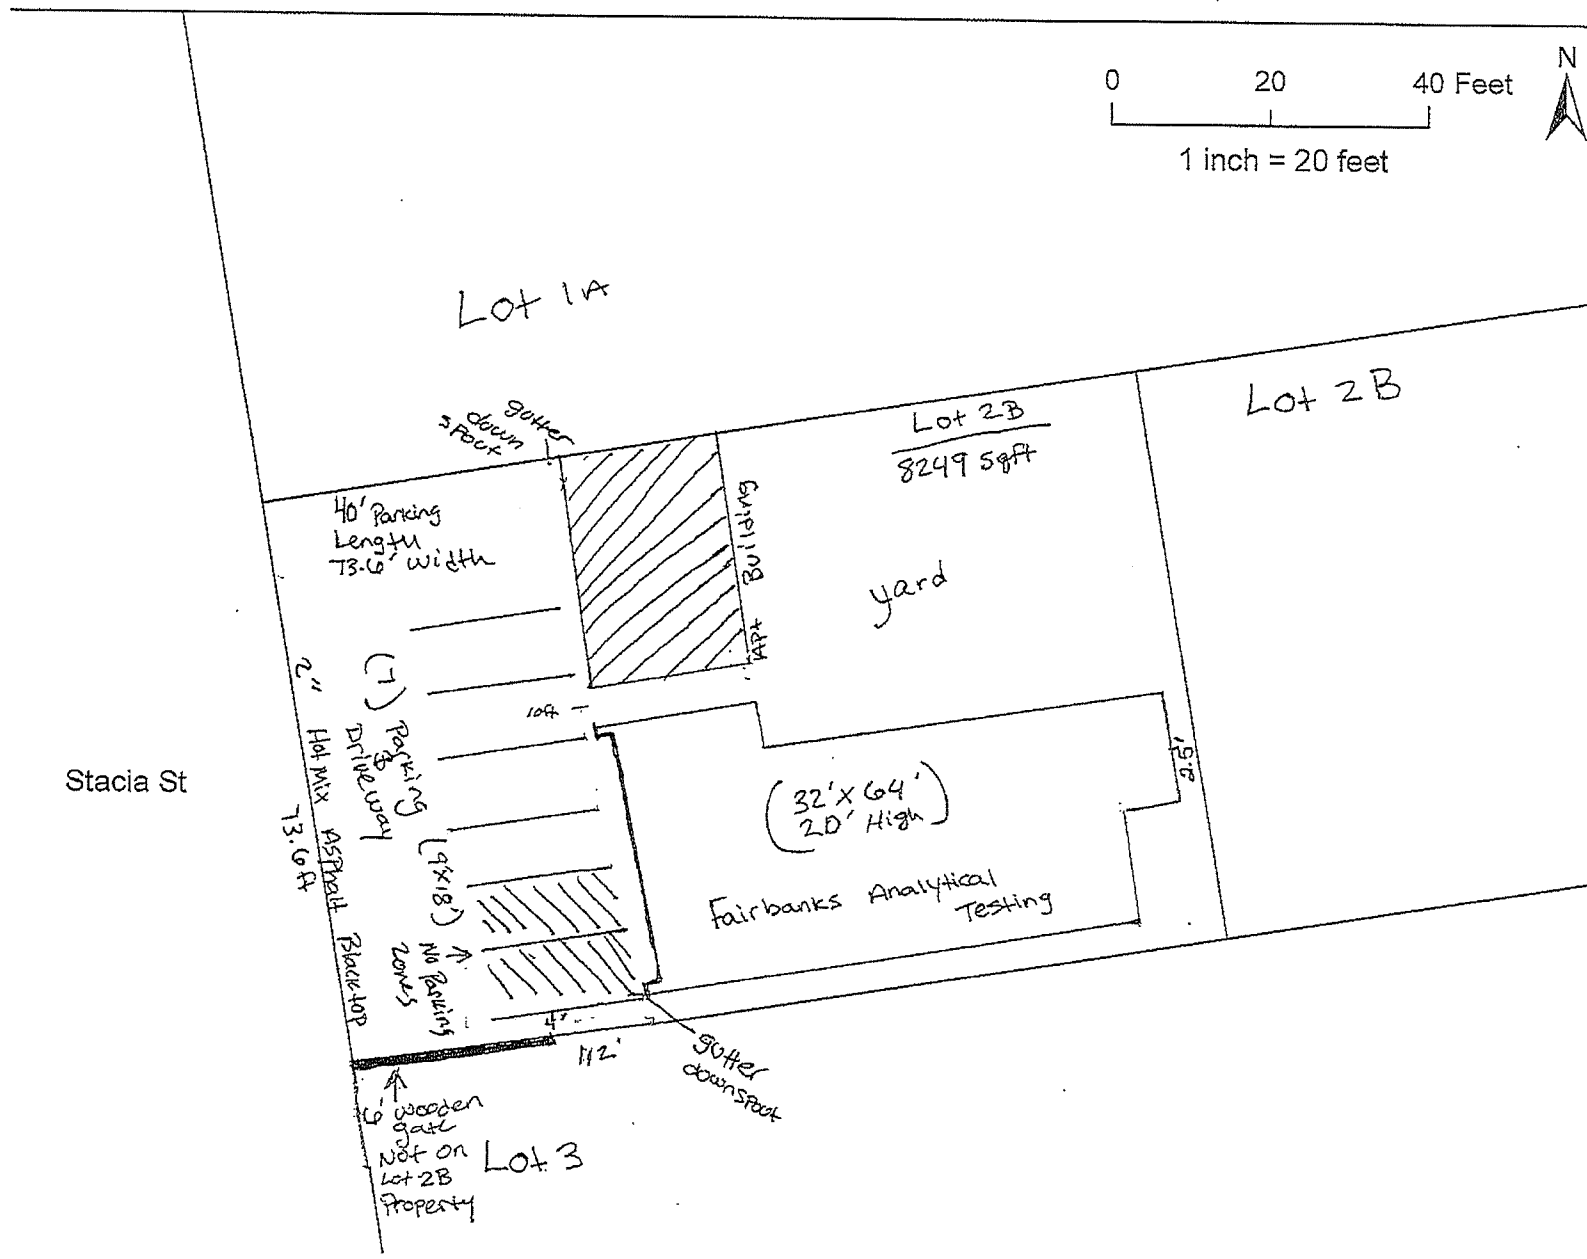 0 20 40 Feet
N
1 inch = 20 feet
Lot 1A
gutter
down
spout
Lot 2B
8249 Sqft
Lot 2B
40' Parking
Length
73.6' Width
Apt Building
yard
2" Hot mix Asphalt Blacktop
(7) Parking
&
Driveway
(9'X18')
10ft
Stacia St
73.6 ft
2.5'
(32' X 64'
20' High)
Fairbanks Analytical
Testing
No Parking
Zones
4'
112'
gutter
downspout
6' wooden
gate
Not on
Lot 2B
Property
Lot 3